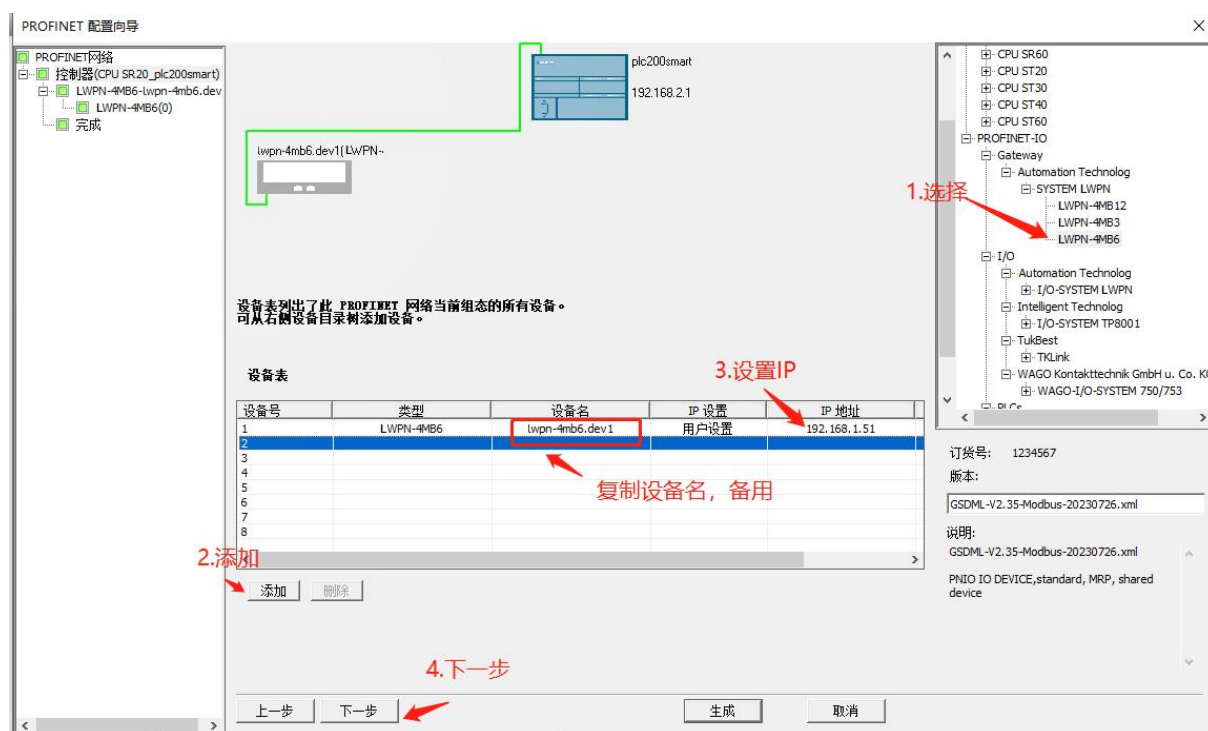 PROFINET 配置向导
PROFINET网络
控制器(CPU SR20_plc200smart)
LWPN-4MB6-lwpn-4mb6.dev
LWPN-4MB6(0)
完成
plc200smart
192.168.2.1
lwpn-4mb6.dev1(LWPN-
设备表列出了此 PROFINET 网络当前组态的所有设备。
可从右侧设备目录树添加设备。
设备表
3.设置IP
设备号 类型 设备名 IP 设置 IP 地址
1 LWPN-4MB6 lwpn-4mb6.dev1 用户设置 192.168.1.51
2
3
4
5
6
7
8
复制设备名，备用
2.添加
添加 删除
4.下一步
上一步 下一步 生成 取消
CPU SR60
CPU ST20
CPU ST30
CPU ST40
CPU ST60
PROFINET-IO
Gateway
Automation Technolog
SYSTEM LWPN
1.选择
LWPN-4MB12
LWPN-4MB3
LWPN-4MB6
I/O
Automation Technolog
I/O-SYSTEM LWPN
Intelligent Technolog
I/O-SYSTEM TP8001
TukBest
TKLink
WAGO Kontakttechnik GmbH u. Co. KG
WAGO-I/O-SYSTEM 750/753
PLCs
订货号: 1234567
版本:
GSDML-V2.35-Modbus-20230726.xml
说明:
GSDML-V2.35-Modbus-20230726.xml
PNIO IO DEVICE,standard, MRP, shared
device